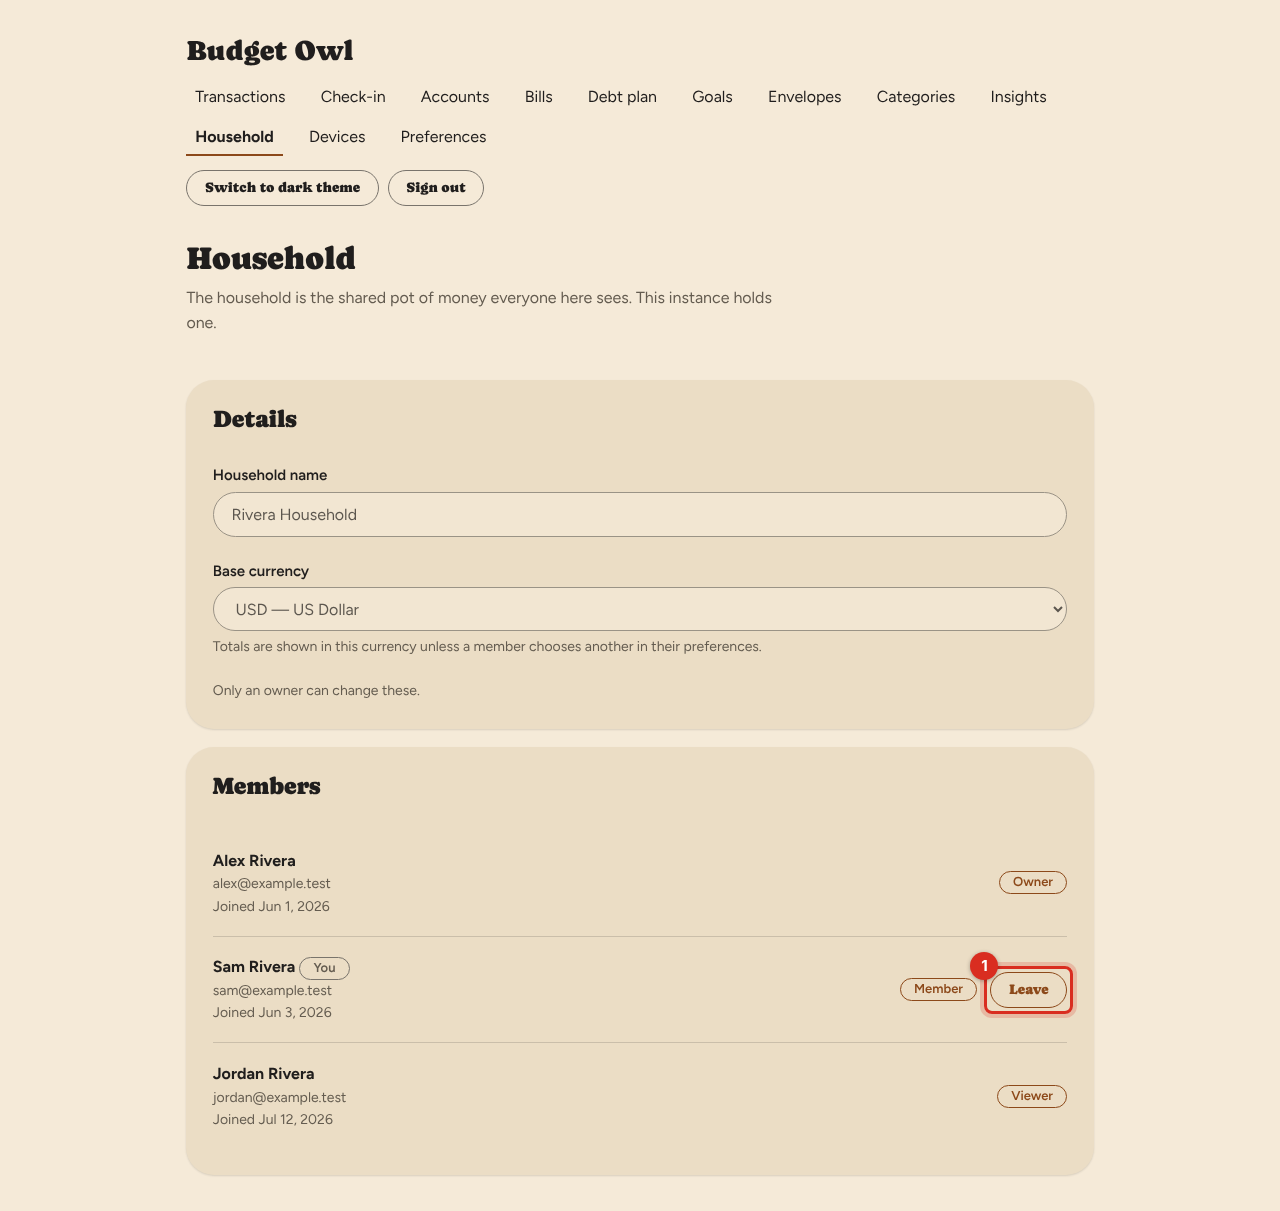 Budget Owl
Transactions Check-in Accounts Bills Debt plan Goals Envelopes Categories Insights
Household Devices Preferences
Switch to dark theme Sign out
Household
The household is the shared pot of money everyone here sees. This instance holds
one.
Details
Household name
Rivera Household
Base currency
USD — US Dollar
Totals are shown in this currency unless a member chooses another in their preferences.
Only an owner can change these.
Members
Alex Rivera
alex@example.test
Joined Jun 1, 2026
Owner
Sam Rivera You
sam@example.test
Joined Jun 3, 2026
Member
1
Leave
Jordan Rivera
jordan@example.test
Joined Jul 12, 2026
Viewer